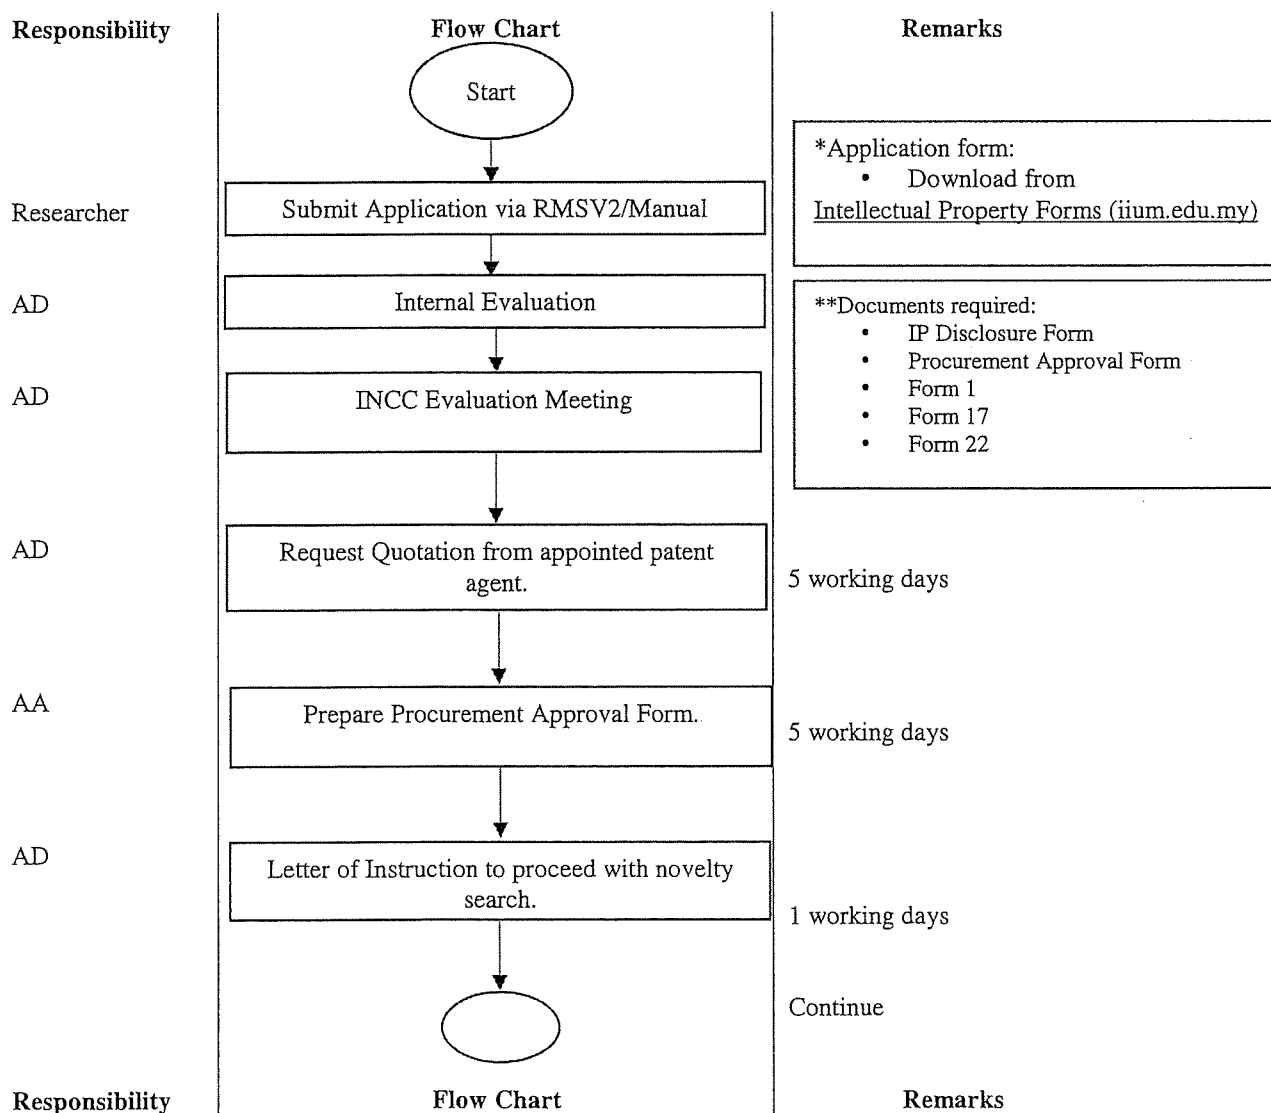 Responsibility Flow Chart Remarks
Start
*Application form:
• Download from
Intellectual Property Forms (iium.edu.my)
Researcher Submit Application via RMSV2/Manual
AD Internal Evaluation
**Documents required:
• IP Disclosure Form
• Procurement Approval Form
• Form 1
• Form 17
• Form 22
AD INCC Evaluation Meeting
AD Request Quotation from appointed patent
agent.
5 working days
AA Prepare Procurement Approval Form.
5 working days
AD Letter of Instruction to proceed with novelty
search.
1 working days
Continue
Responsibility Flow Chart Remarks